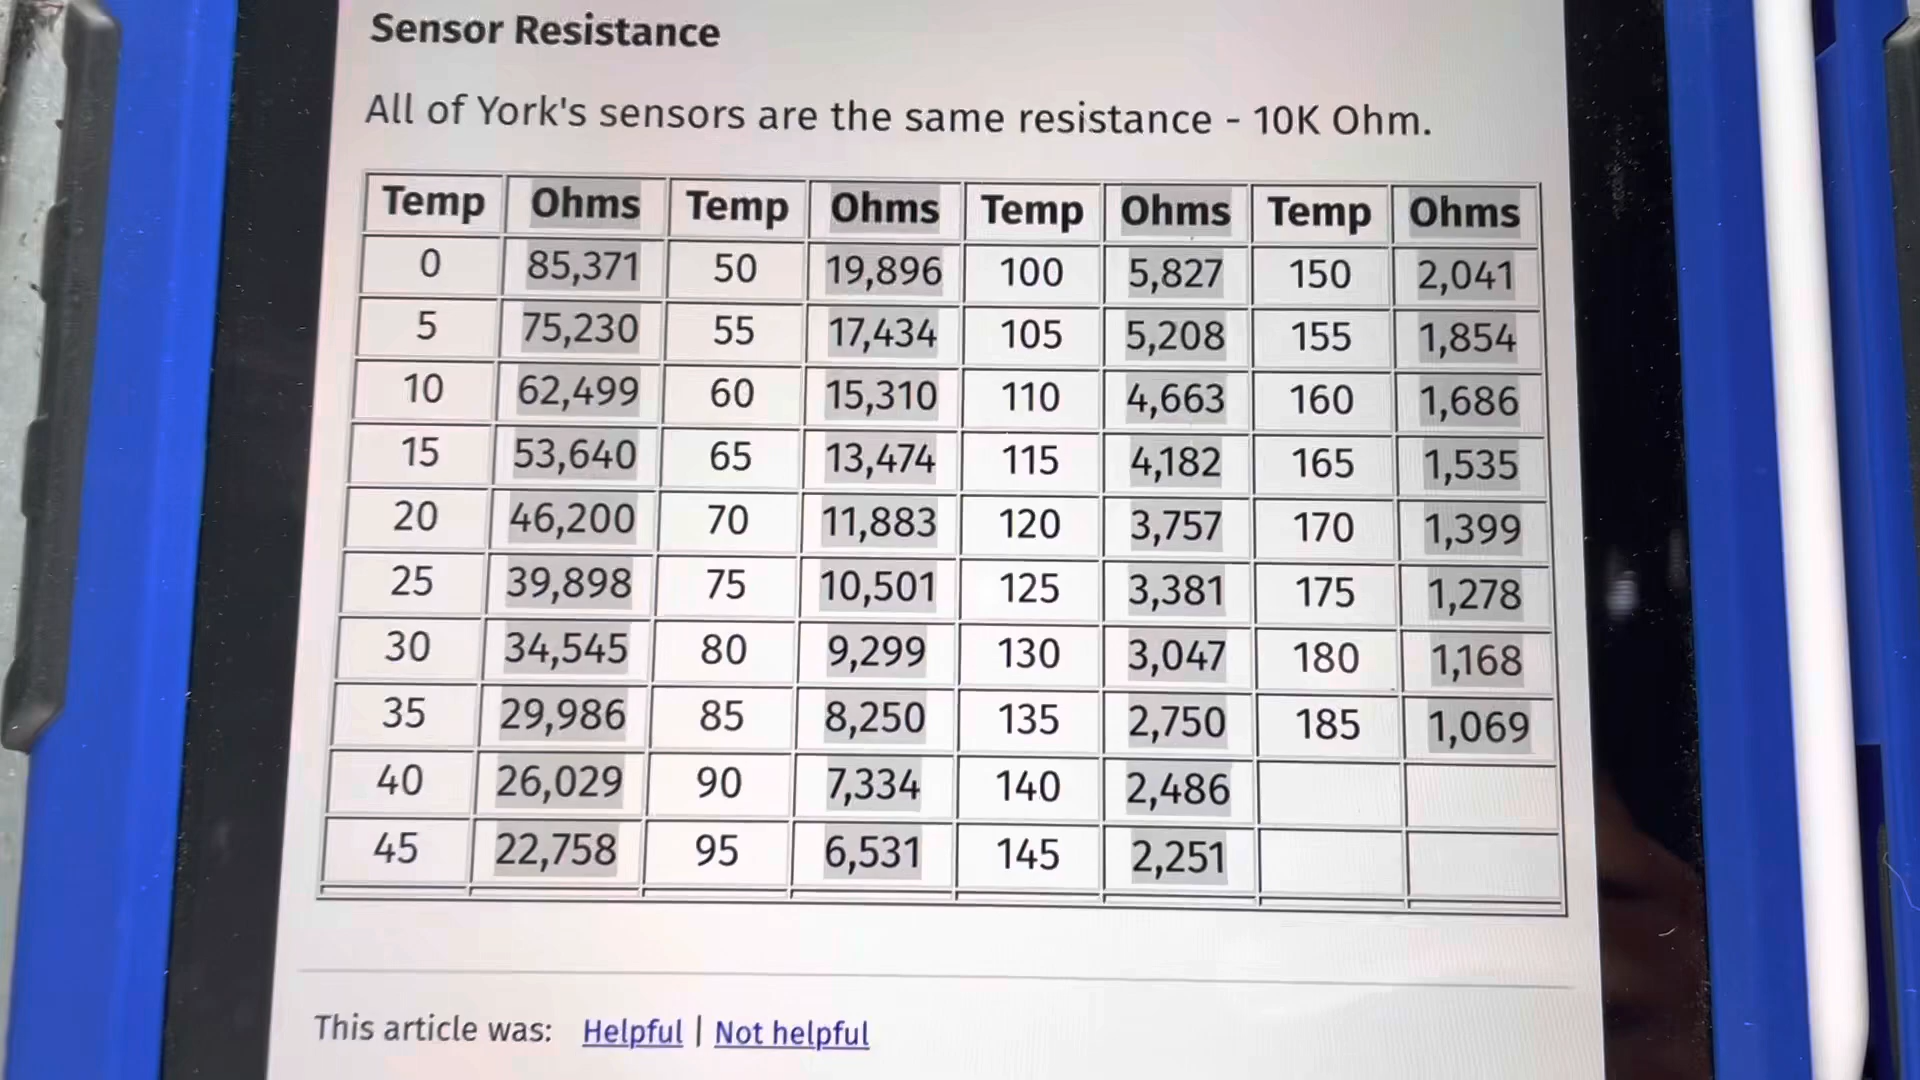 Sensor Resistance
All of York's sensors are the same resistance - 10K Ohm.
Temp Ohms Temp Ohms Temp Ohms Temp Ohms
0 85,371 50 19,896 100 5,827 150 2,041
5 75,230 55 17,434 105 5,208 155 1,854
10 62,499 60 15,310 110 4,663 160 1,686
15 53,640 65 13,474 115 4,182 165 1,535
20 46,200 70 11,883 120 3,757 170 1,399
25 39,898 75 10,501 125 3,381 175 1,278
30 34,545 80 9,299 130 3,047 180 1,168
35 29,986 85 8,250 135 2,750 185 1,069
40 26,029 90 7,334 140 2,486
45 22,758 95 6,531 145 2,251
This article was: Helpful | Not helpful